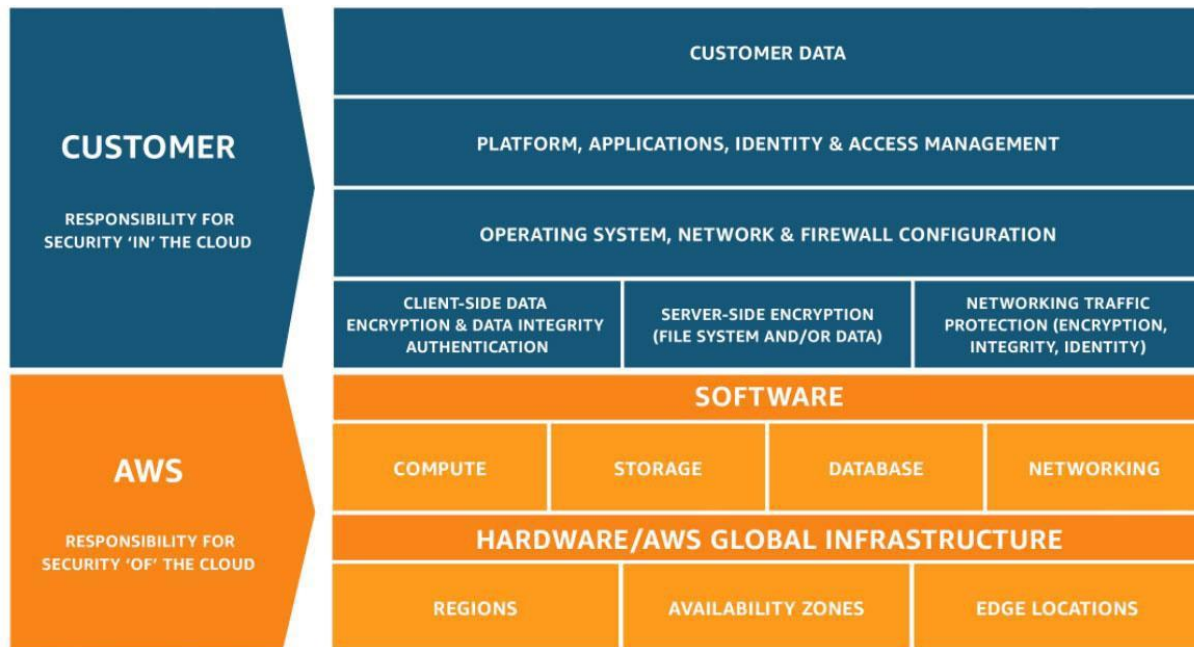 CUSTOMER
RESPONSIBILITY FOR
SECURITY ‘IN’ THE CLOUD
CUSTOMER DATA
PLATFORM, APPLICATIONS, IDENTITY & ACCESS MANAGEMENT
OPERATING SYSTEM, NETWORK & FIREWALL CONFIGURATION
CLIENT-SIDE DATA
ENCRYPTION & DATA INTEGRITY
AUTHENTICATION
SERVER-SIDE ENCRYPTION
(FILE SYSTEM AND/OR DATA)
NETWORKING TRAFFIC
PROTECTION (ENCRYPTION,
INTEGRITY, IDENTITY)
AWS
RESPONSIBILITY FOR
SECURITY ‘OF’ THE CLOUD
SOFTWARE
COMPUTE
STORAGE
DATABASE
NETWORKING
HARDWARE/AWS GLOBAL INFRASTRUCTURE
REGIONS
AVAILABILITY ZONES
EDGE LOCATIONS